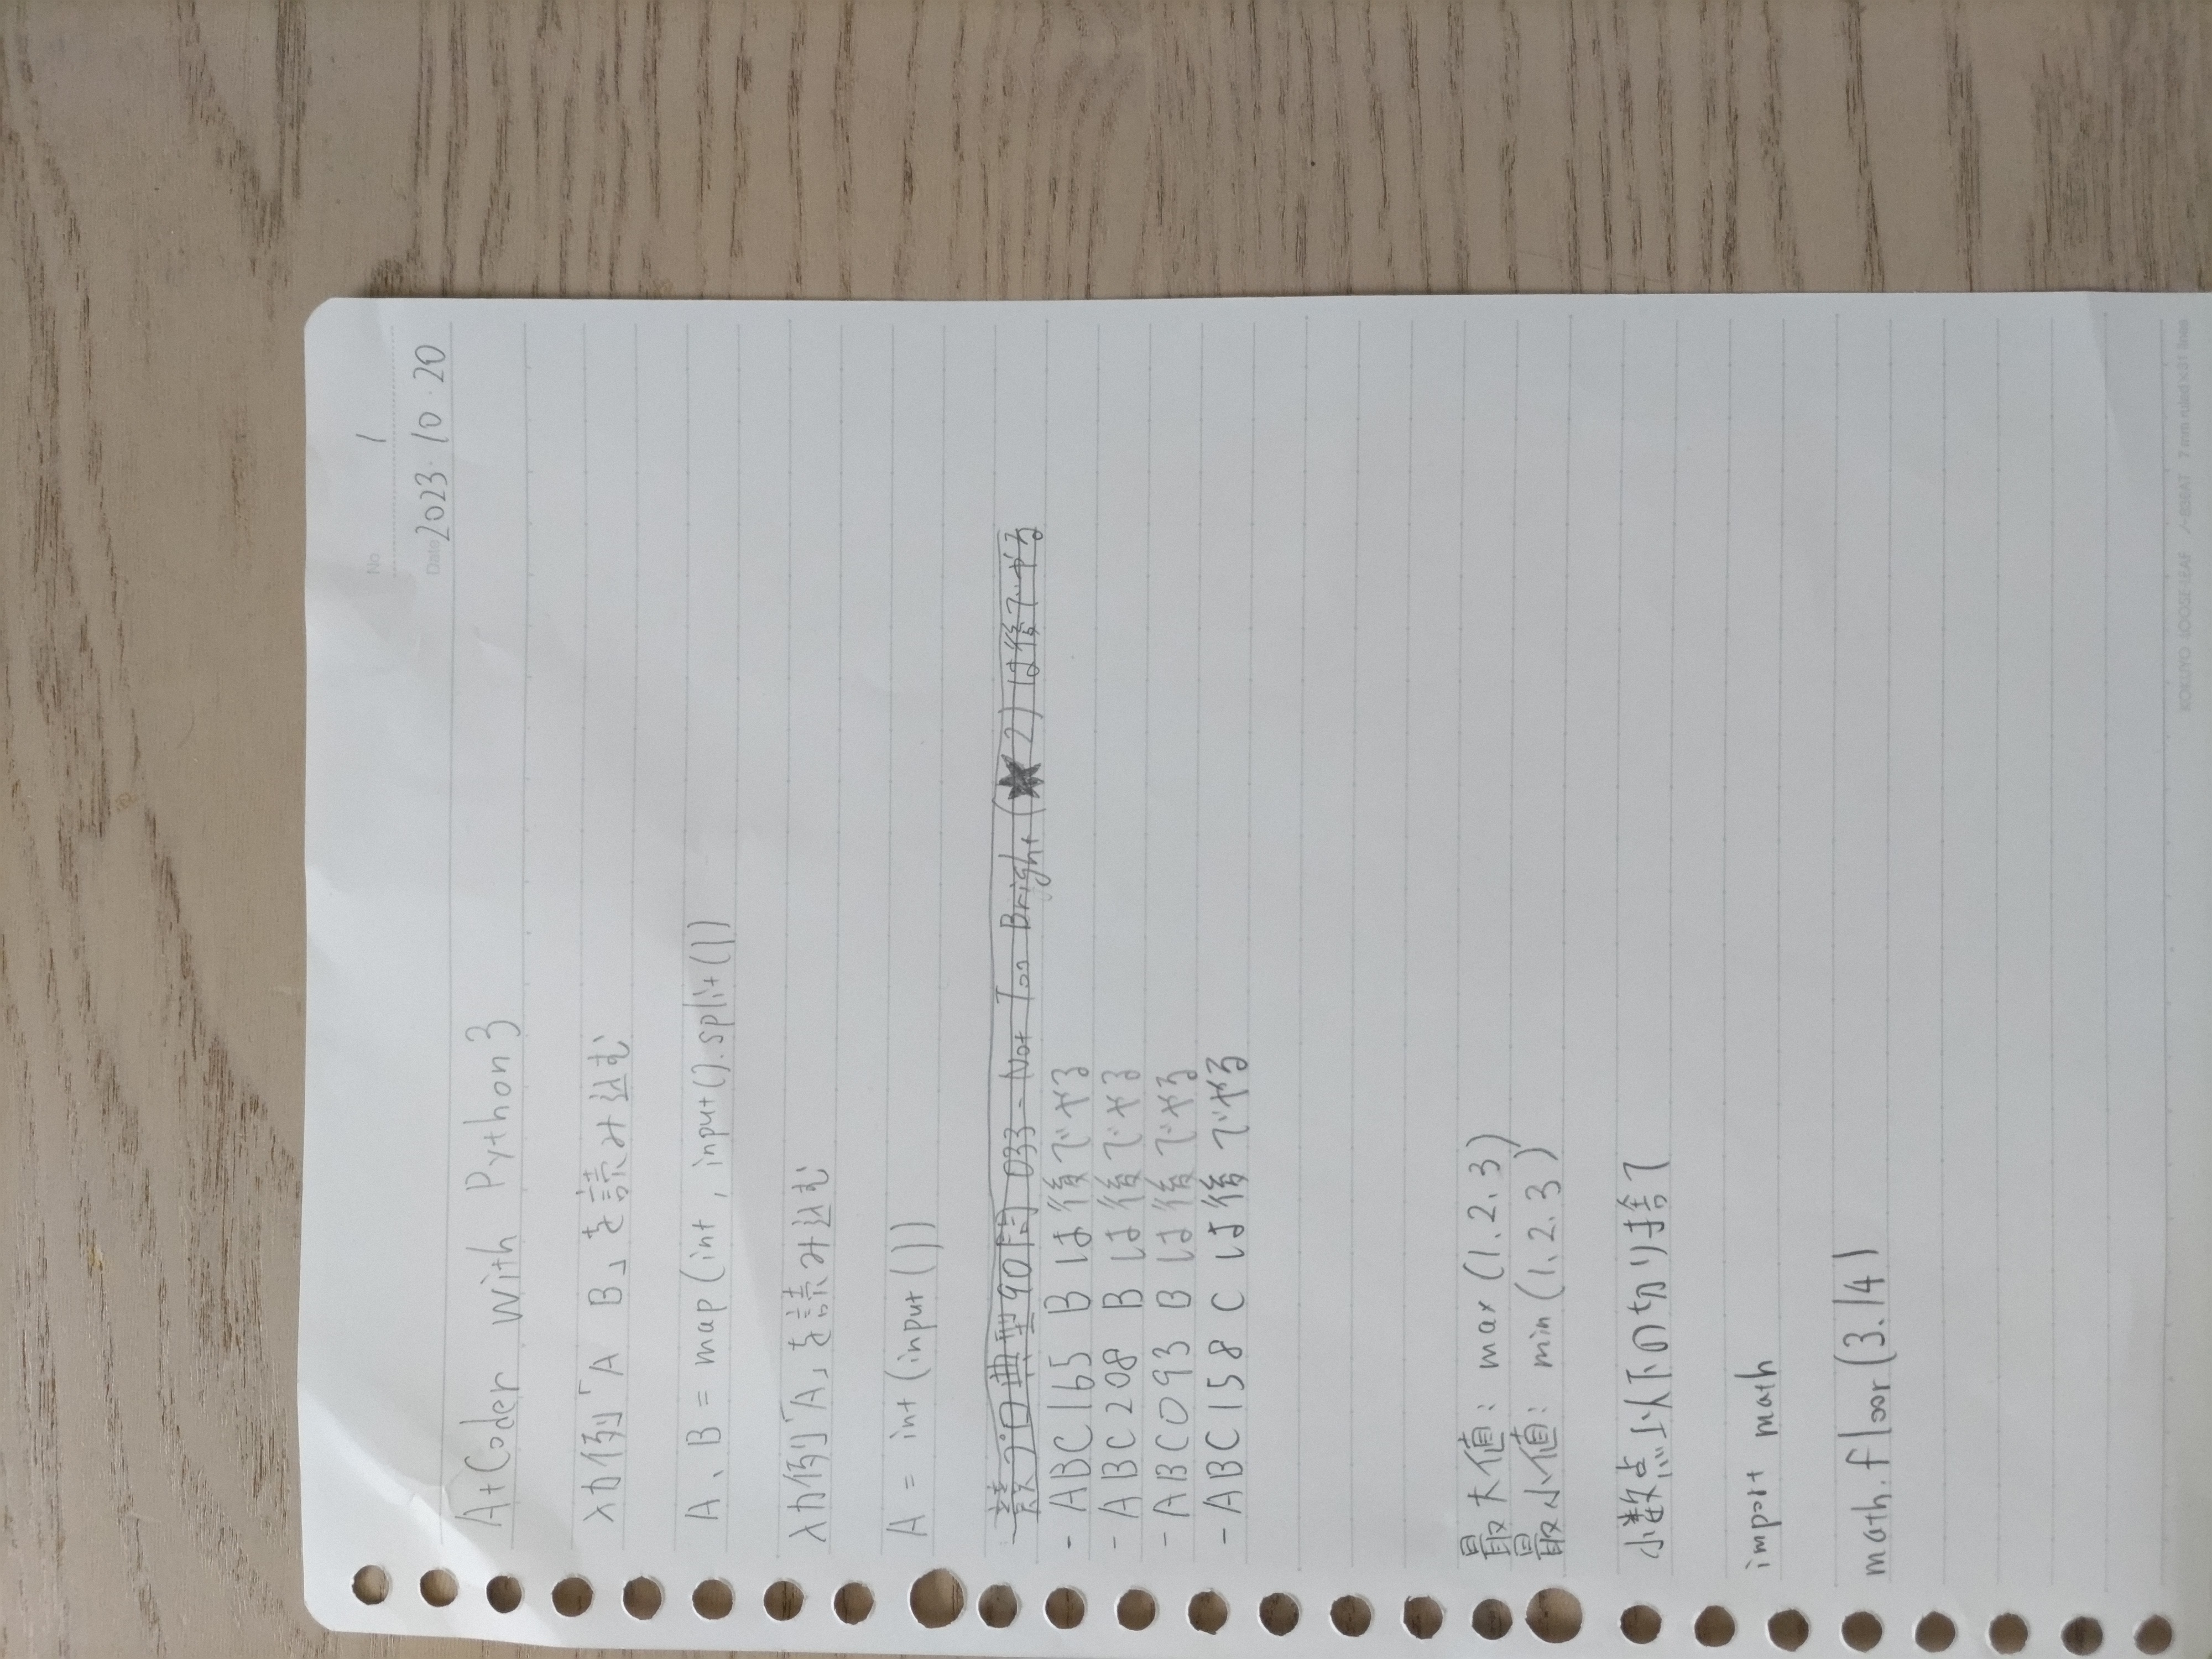 No. 1
Date 2023・10・20
AtCoder with Python3
入力例「A B」を読み込む
A、B = map(int, input().split())
入力例「A」を読み込む
A = int(input())
競プロ典型90問 033 - Not Too Bright (★2) は後でやる
- ABC165 B は後でやる
- ABC208 B は後でやる
- ABC093 B は後でやる
- ABC158 C は後でやる
最大値: max(1、2、3)
最小値: min(1、2、3)
小数点以下の切り捨て
import math
math.floor(3.14)
KOKUYO LOOSE-LEAF ノ-836AT 7 mm ruled×31 lines